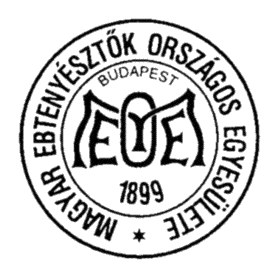 MAGYAR EBTENYÉSZTŐK ORSZÁGOS EGYESÜLETE
BUDAPEST
MEOE
1899